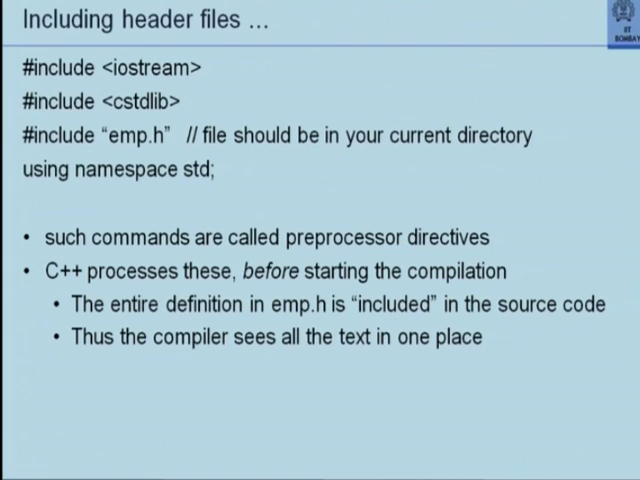 Including header files ...
IIT
BOMBAY
#include <iostream>
#include <cstdlib>
#include “emp.h” // file should be in your current directory
using namespace std;
• such commands are called preprocessor directives
• C++ processes these, before starting the compilation
• The entire definition in emp.h is “included” in the source code
• Thus the compiler sees all the text in one place